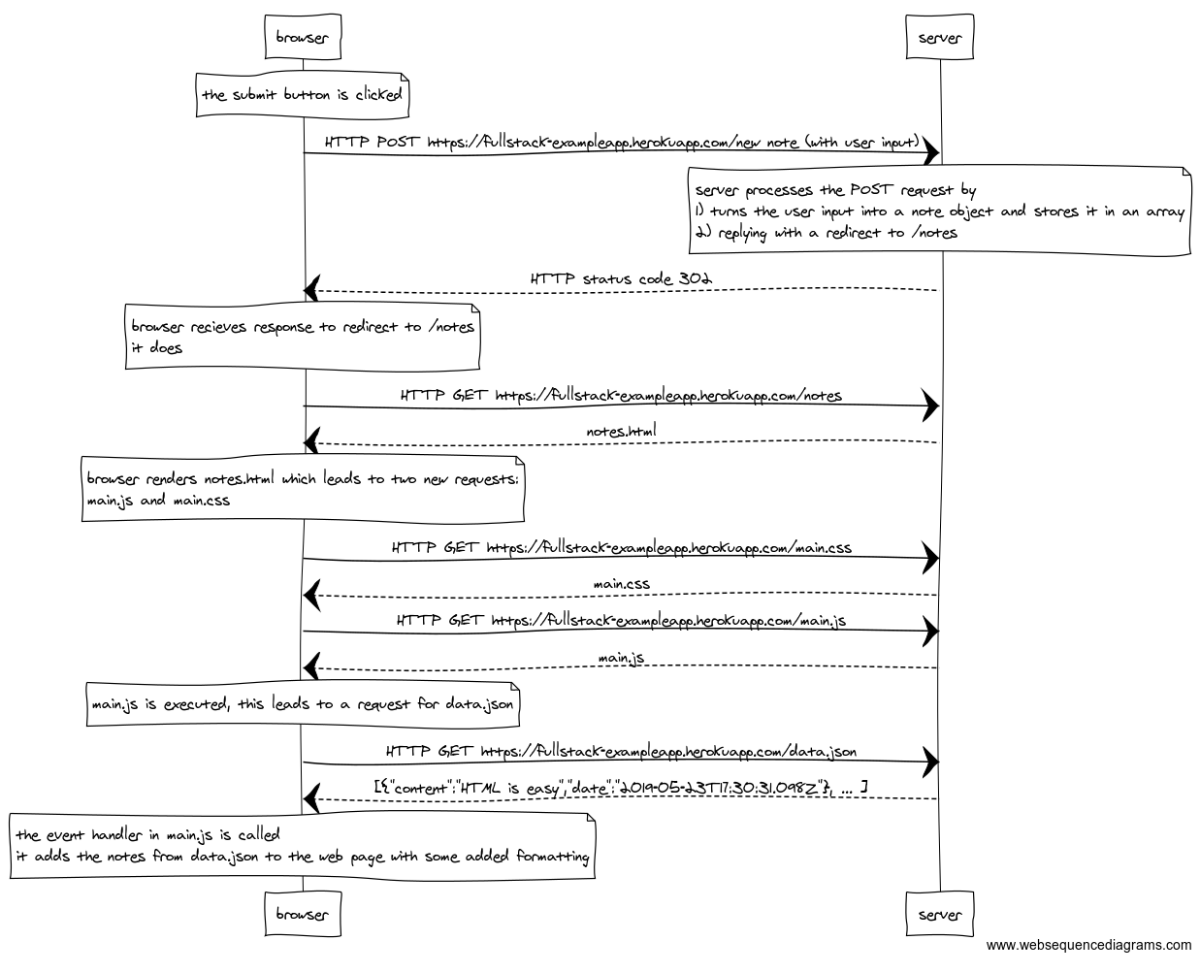 browser
server
the submit button is clicked
HTTP POST https://fullstack-exampleapp.herokuapp.com/new note (with user input)
server processes the POST request by
1) turns the user input into a note object and stores it in an array
2) replying with a redirect to /notes
HTTP status code 302
browser recieves response to redirect to /notes
it does
HTTP GET https://fullstack-exampleapp.herokuapp.com/notes
notes.html
browser renders notes.html which leads to two new requests:
main.js and main.css
HTTP GET https://fullstack-exampleapp.herokuapp.com/main.css
main.css
HTTP GET https://fullstack-exampleapp.herokuapp.com/main.js
main.js
main.js is executed, this leads to a request for data.json
HTTP GET https://fullstack-exampleapp.herokuapp.com/data.json
[{"content":"HTML is easy","date":"2019-05-23T17:30:31.098Z"}, ... ]
the event handler in main.js is called
it adds the notes from data.json to the web page with some added formatting
browser
server
www.websequencediagrams.com